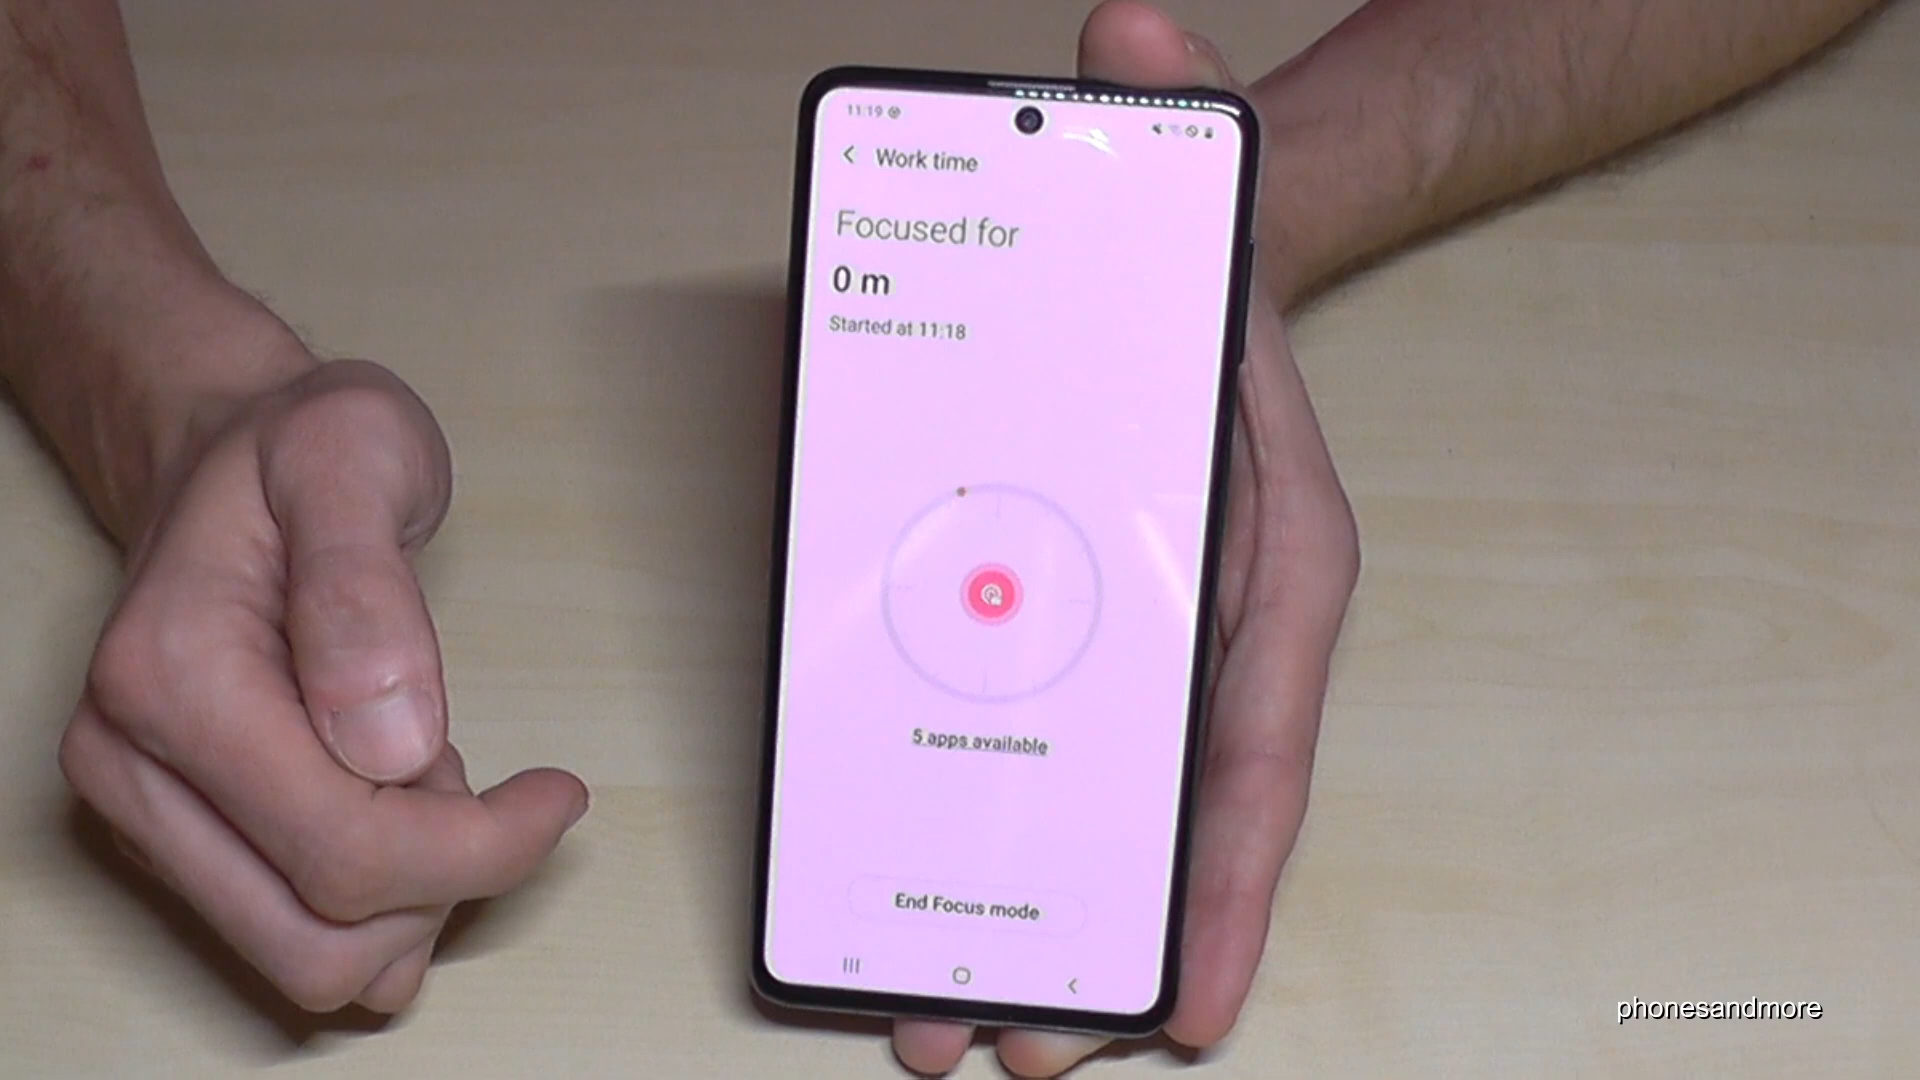 11:19
Work time
Focused for
0 m
Started at 11:18
5 apps available
End Focus mode
phonesandmore